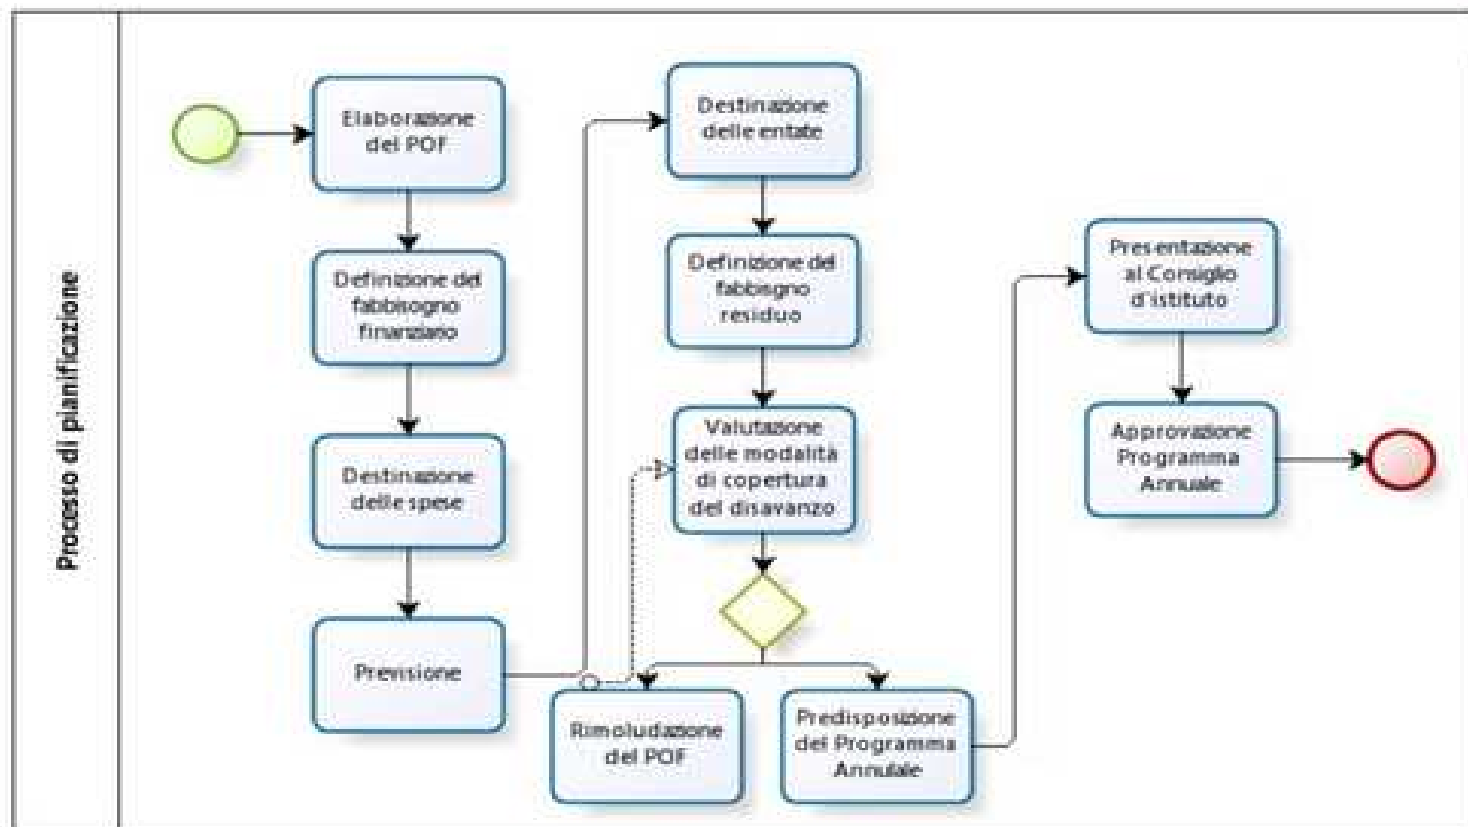 Processo di pianificazione
Elaborazione
del POF
Definizione del
fabbisogno
finanziario
Destinazione
delle spese
Previsione
Destinazione
delle entate
Definizione del
fabbisgno
residuo
Valutazione
delle modalità
di copertura
del disavanzo
Rimoludazione
del POF
Predisposizione
del Programma
Annulale
Presentazione
al Consiglio
d'istituto
Approvazione
Programma
Annuale